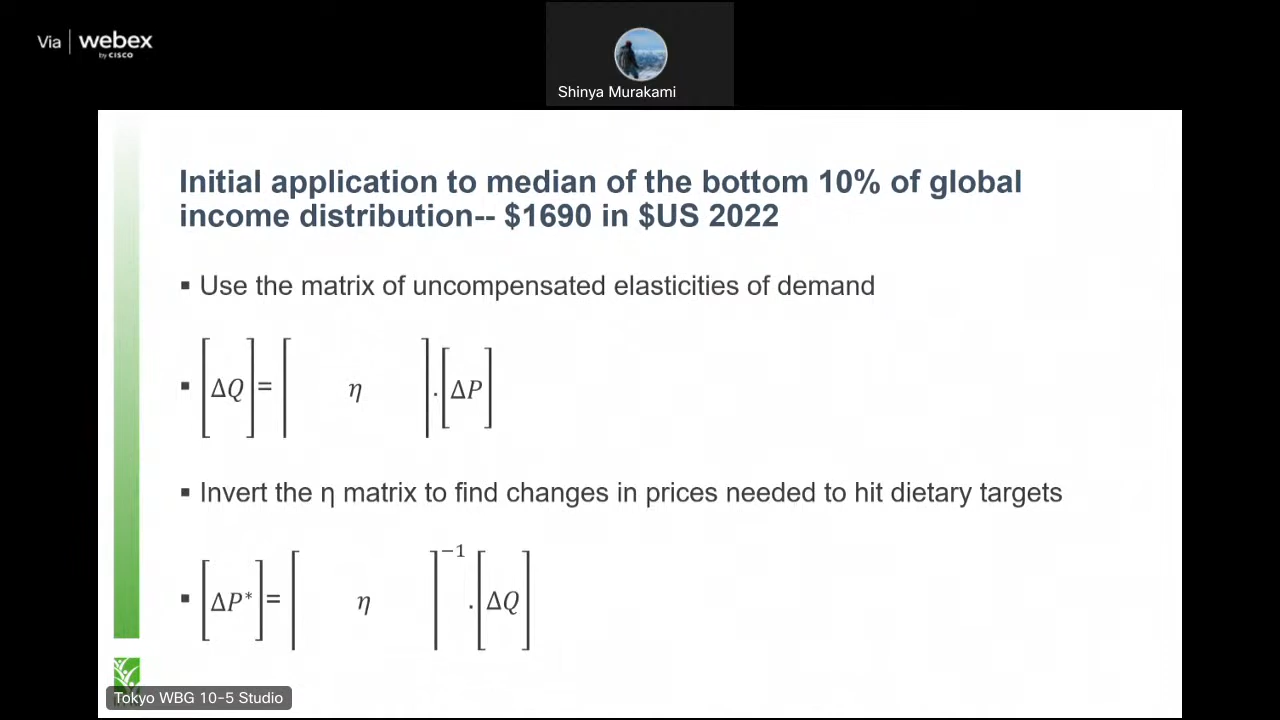 Via | webex
by CISCO
Shinya Murakami
Initial application to median of the bottom 10% of global
income distribution-- $1690 in $US 2022
▪ Use the matrix of uncompensated elasticities of demand
▪ [ΔQ]=[ η ].[ΔP]
▪ Invert the η matrix to find changes in prices needed to hit dietary targets
▪ [ΔP*]=[ η ]⁻¹.[ΔQ]
Tokyo WBG 10-5 Studio